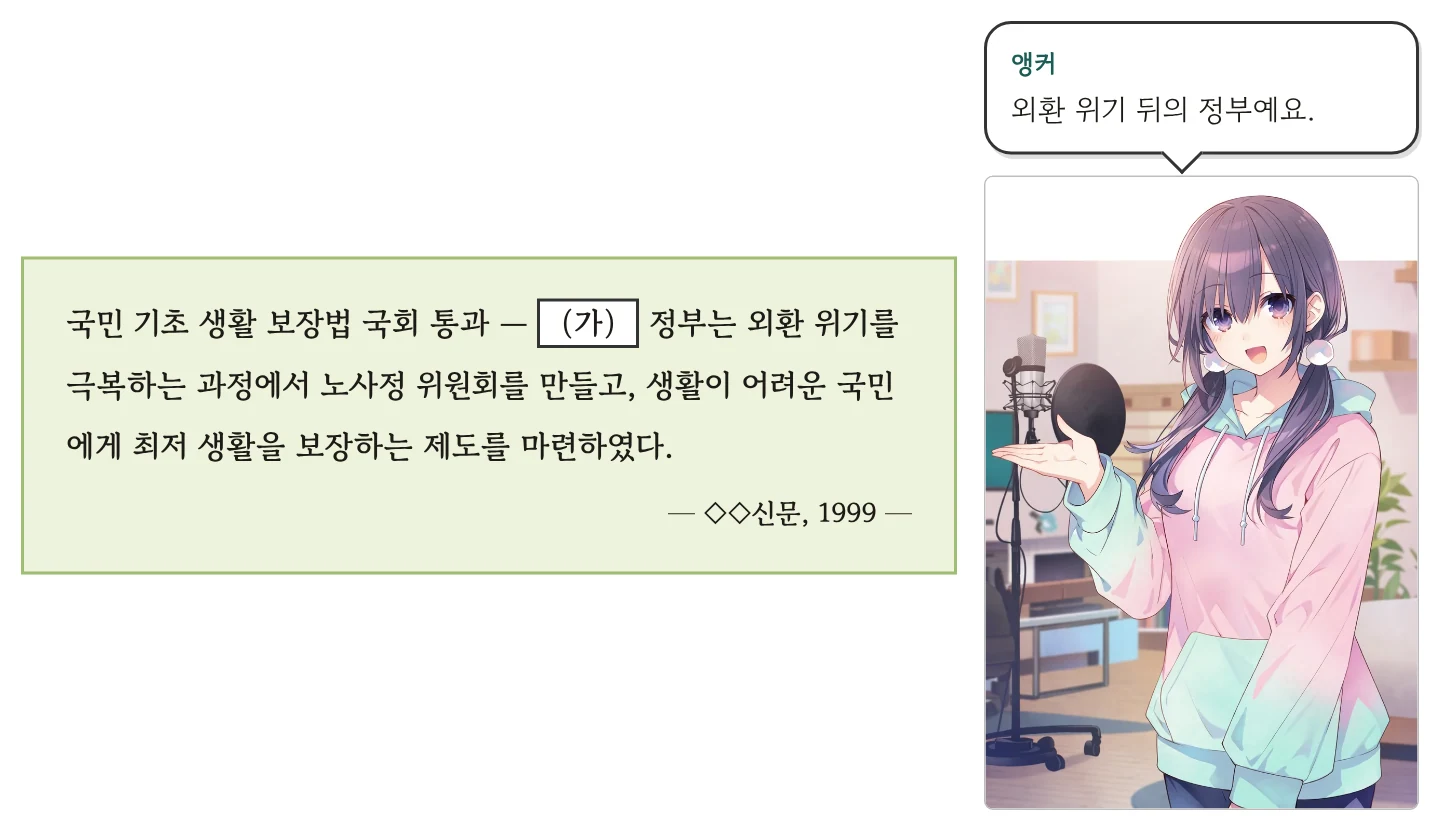 앵커
외환 위기 뒤의 정부예요.
국민 기초 생활 보장법 국회 통과 — (가) 정부는 외환 위기를
극복하는 과정에서 노사정 위원회를 만들고, 생활이 어려운 국민
에게 최저 생활을 보장하는 제도를 마련하였다.
— ◇◇신문, 1999 —